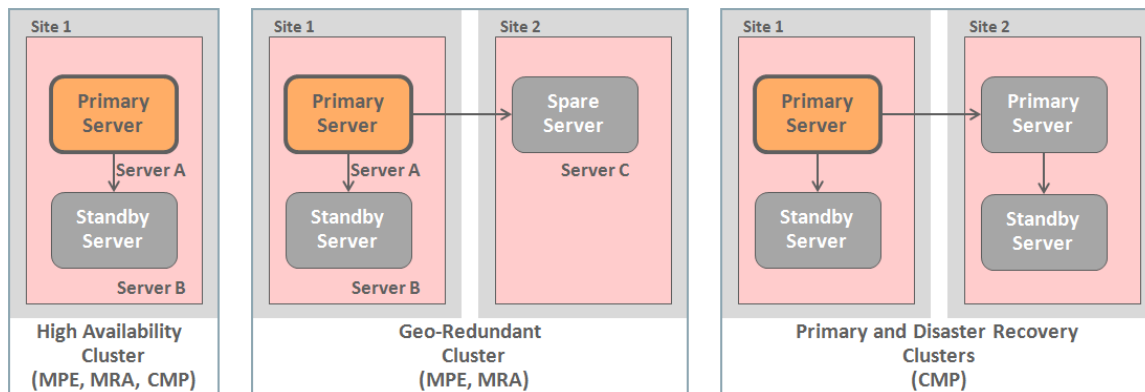 Site 1
Primary
Server
Server A
Standby
Server
Server B
High Availability
Cluster
(MPE, MRA, CMP)
Site 1
Primary
Server
Server A
Standby
Server
Server B
Site 2
Spare
Server
Server C
Geo-Redundant
Cluster
(MPE, MRA)
Site 1
Primary
Server
Standby
Server
Site 2
Primary
Server
Standby
Server
Primary and Disaster Recovery
Clusters
(CMP)